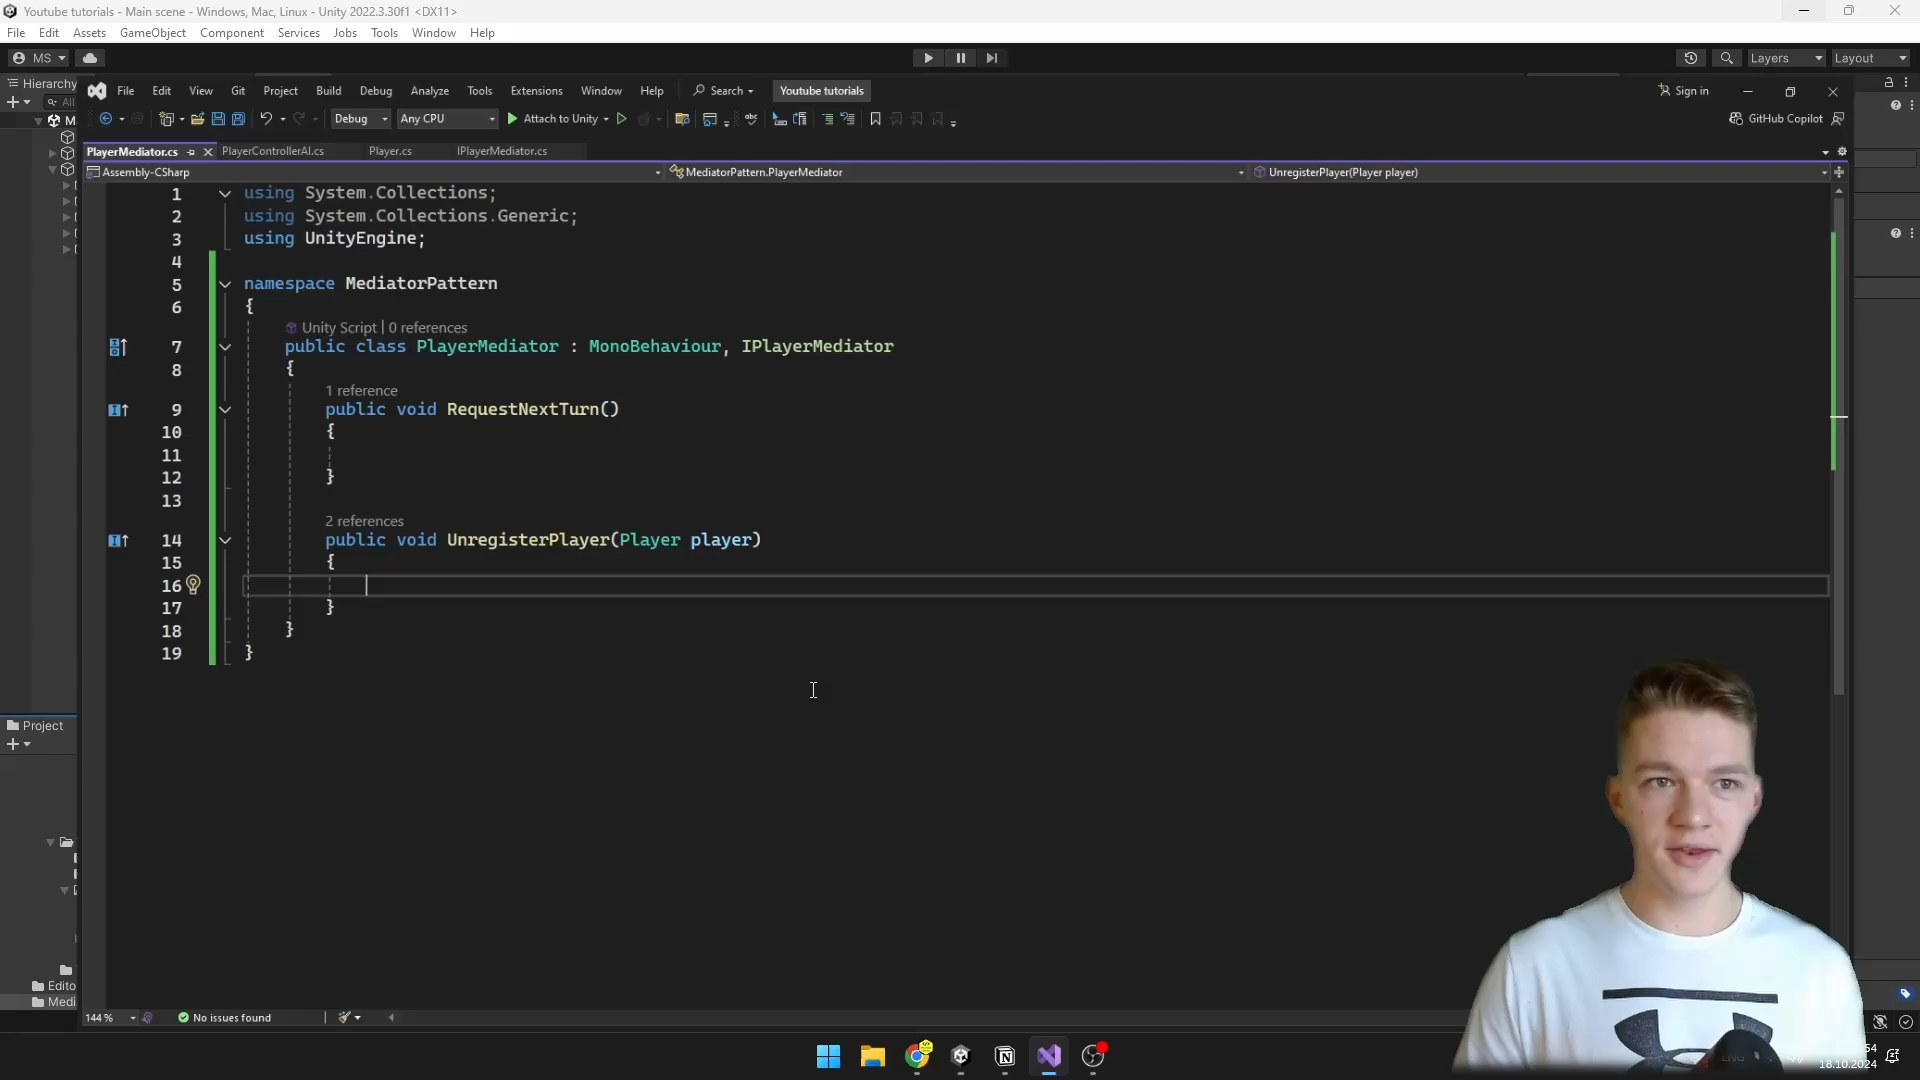 Youtube tutorials - Main scene - Windows, Mac, Linux - Unity 2022.3.30f1 <DX11>
File Edit Assets GameObject Component Services Jobs Tools Window Help
MS Layers Layout
Hierarchy
All
M
File Edit View Git Project Build Debug Analyze Tools Extensions Window Help Search Youtube tutorials Sign in
Debug Any CPU Attach to Unity GitHub Copilot
PlayerMediator.cs PlayerControllerAI.cs Player.cs IPlayerMediator.cs
Assembly-CSharp MediatorPattern.PlayerMediator UnregisterPlayer(Player player)
1 using System.Collections;
2 using System.Collections.Generic;
3 using UnityEngine;
4
5 namespace MediatorPattern
6 {
Unity Script | 0 references
7 public class PlayerMediator : MonoBehaviour, IPlayerMediator
8 {
1 reference
9 public void RequestNextTurn()
10 {
11
12 }
13
2 references
14 public void UnregisterPlayer(Player player)
15 {
16
17 }
18 }
19 }
Project
Edito
Medi
144 % No issues found
ENG 54
18.10.2024